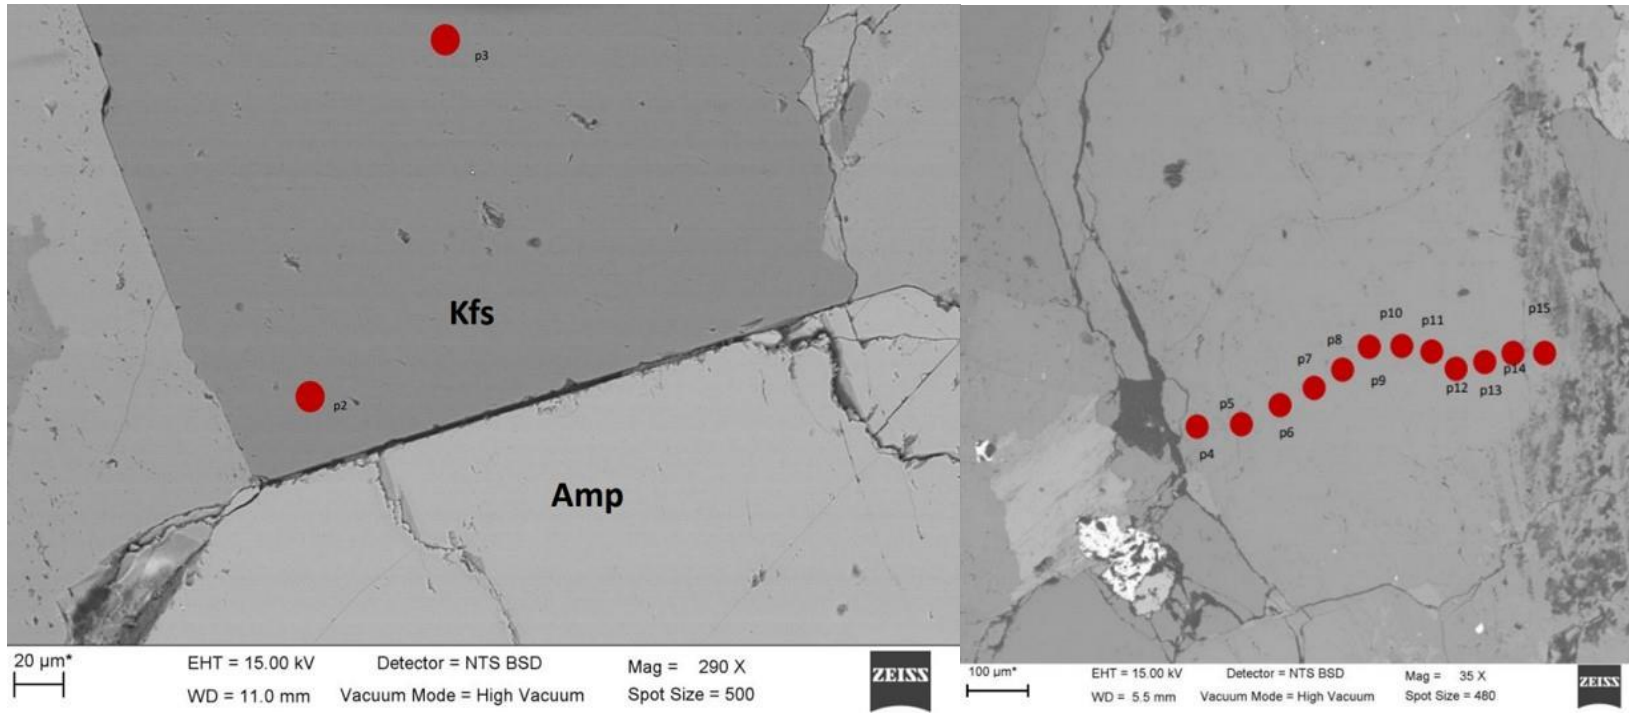 p3
Kfs
p2
Amp
20 µm*
EHT = 15.00 kV
Detector = NTS BSD
Mag = 290 X
WD = 11.0 mm
Vacuum Mode = High Vacuum
Spot Size = 500
ZEISS
p15
p10
p11
p8
p7
p9
p14
p13
p12
p5
p6
p4
100 µm*
EHT = 15.00 kV
Detector = NTS BSD
Mag = 35 X
WD = 5.5 mm
Vacuum Mode = High Vacuum
Spot Size = 480
ZEISS